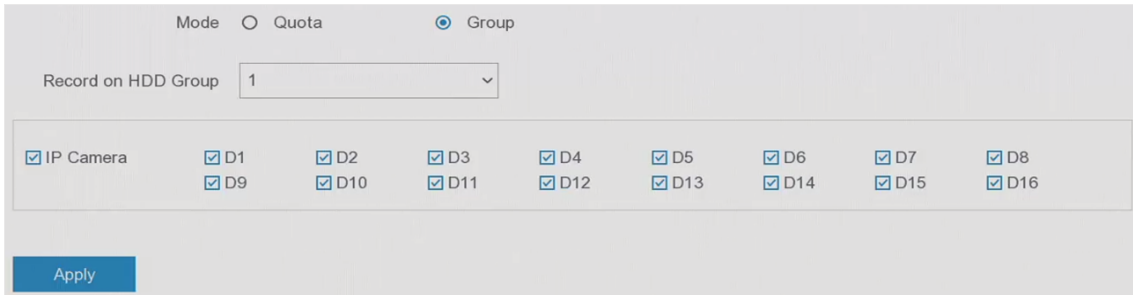 Mode Quota Group
Record on HDD Group 1
IP Camera D1 D2 D3 D4 D5 D6 D7 D8
D9 D10 D11 D12 D13 D14 D15 D16
Apply